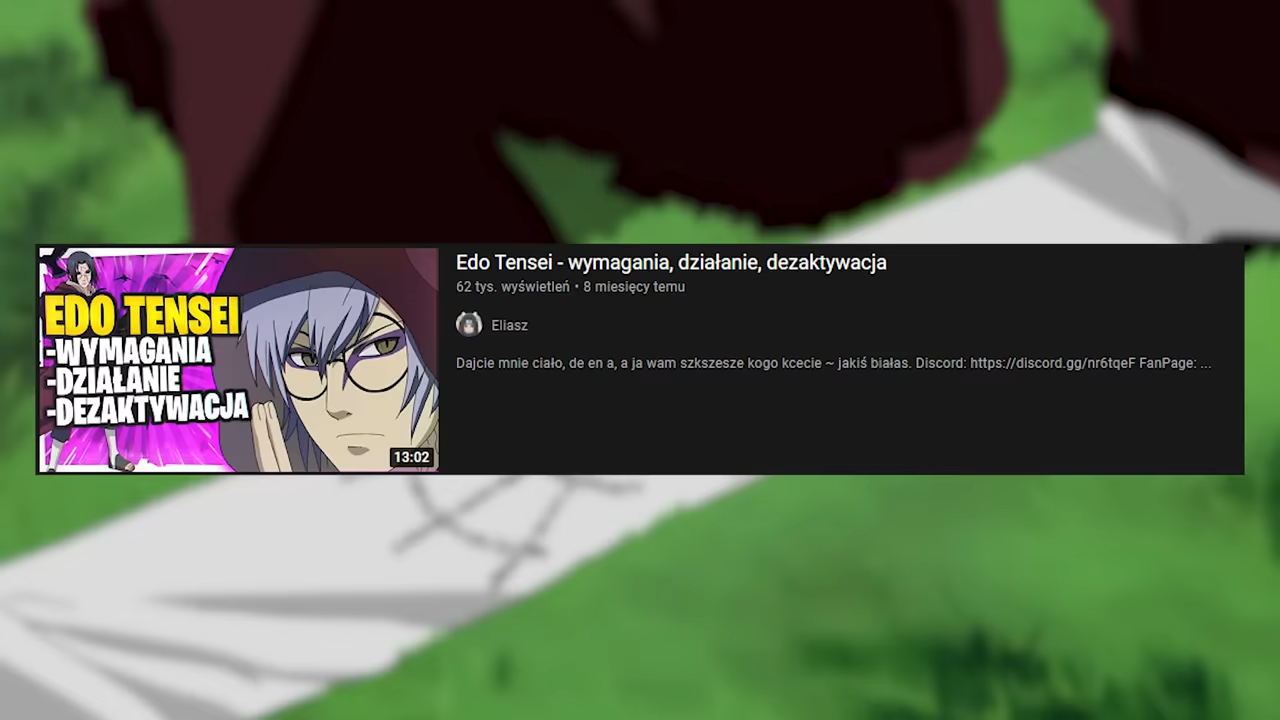 EDO TENSEI
-WYMAGANIA
-DZIAŁANIE
-DEZAKTYWACJA
13:02
Edo Tensei - wymagania, działanie, dezaktywacja
62 tys. wyświetleń • 8 miesięcy temu
Eliasz
Dajcie mnie ciało, de en a, a ja wam szkszesze kogo kcecie ~ jakiś białas. Discord: https://discord.gg/nr6tqeF FanPage: ...